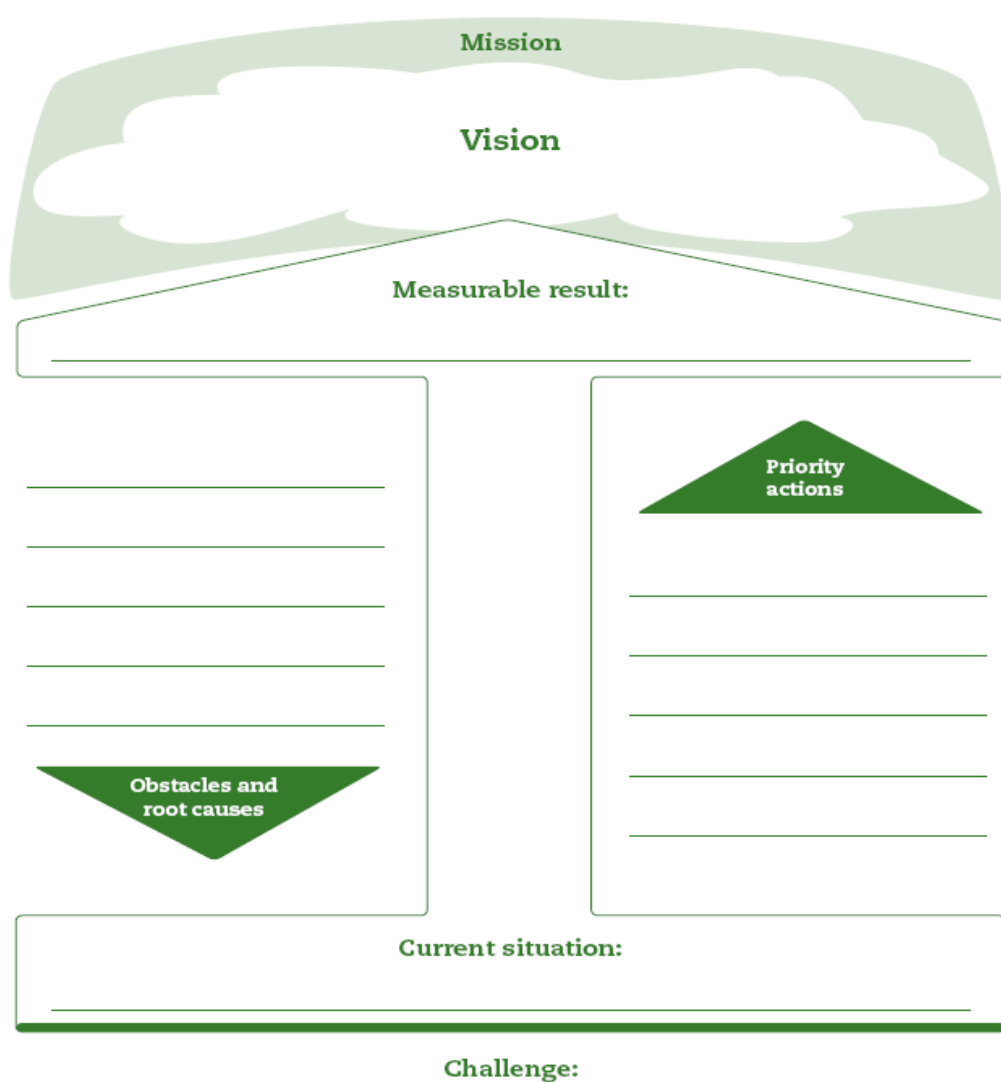 Mission
Vision
Measurable result:
Priority
actions
Obstacles and
root causes
Current situation:
Challenge: